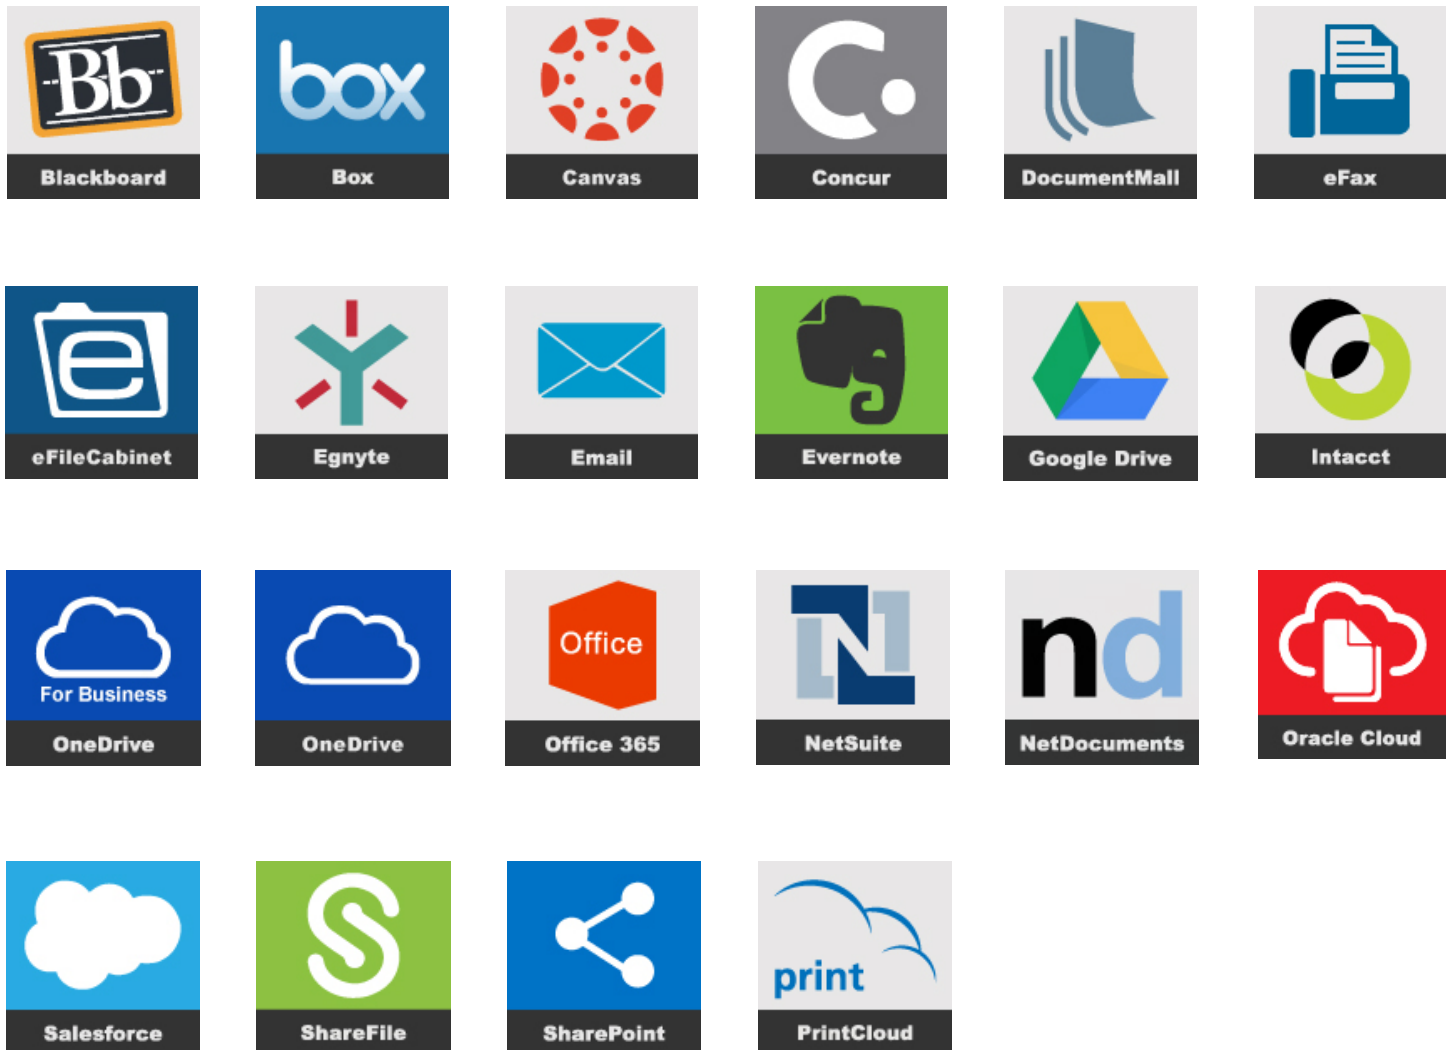 Bb
Blackboard
box
Box
Canvas
Concur
DocumentMall
eFax
e
eFileCabinet
Egnyte
Email
Evernote
Google Drive
Intacct
For Business
OneDrive
OneDrive
Office
Office 365
N
NetSuite
nd
NetDocuments
Oracle Cloud
Salesforce
S
ShareFile
SharePoint
print
PrintCloud